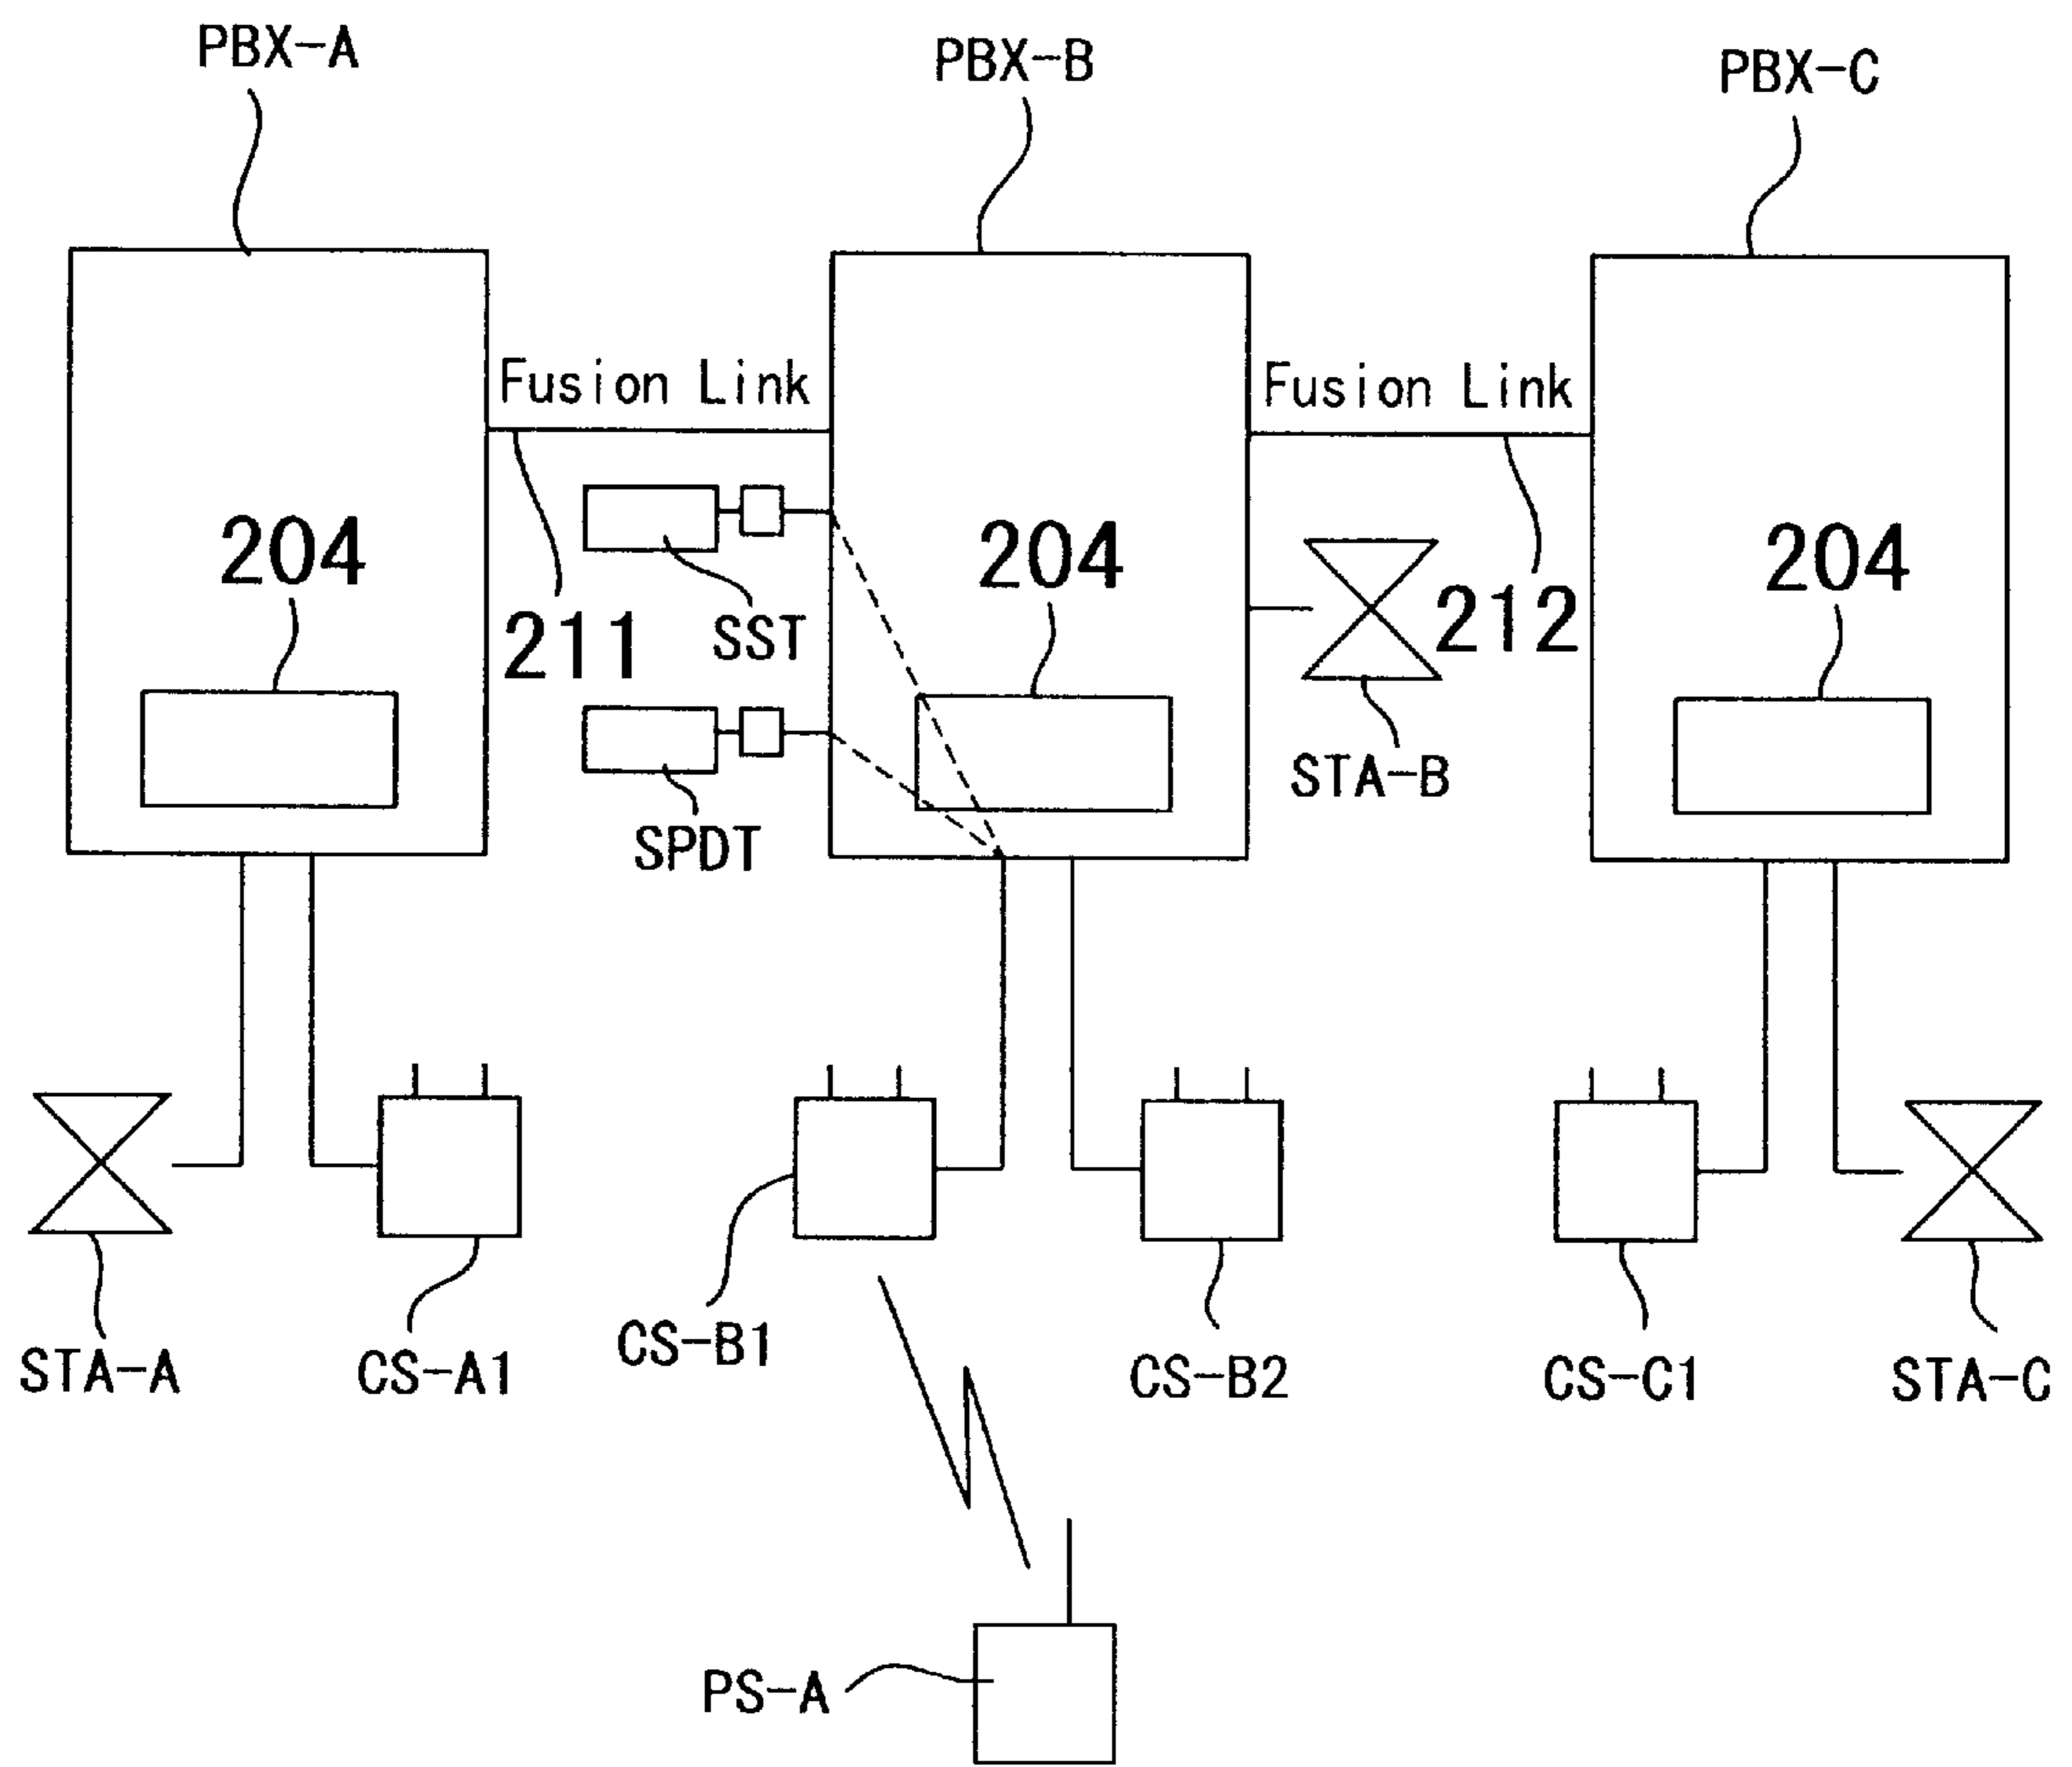 PBX-A
PBX-B
PBX-C
Fusion Link
Fusion Link
204
204
204
211
SST
212
STA-B
SPDT
STA-A
CS-A1
CS-B1
CS-B2
CS-C1
STA-C
PS-A